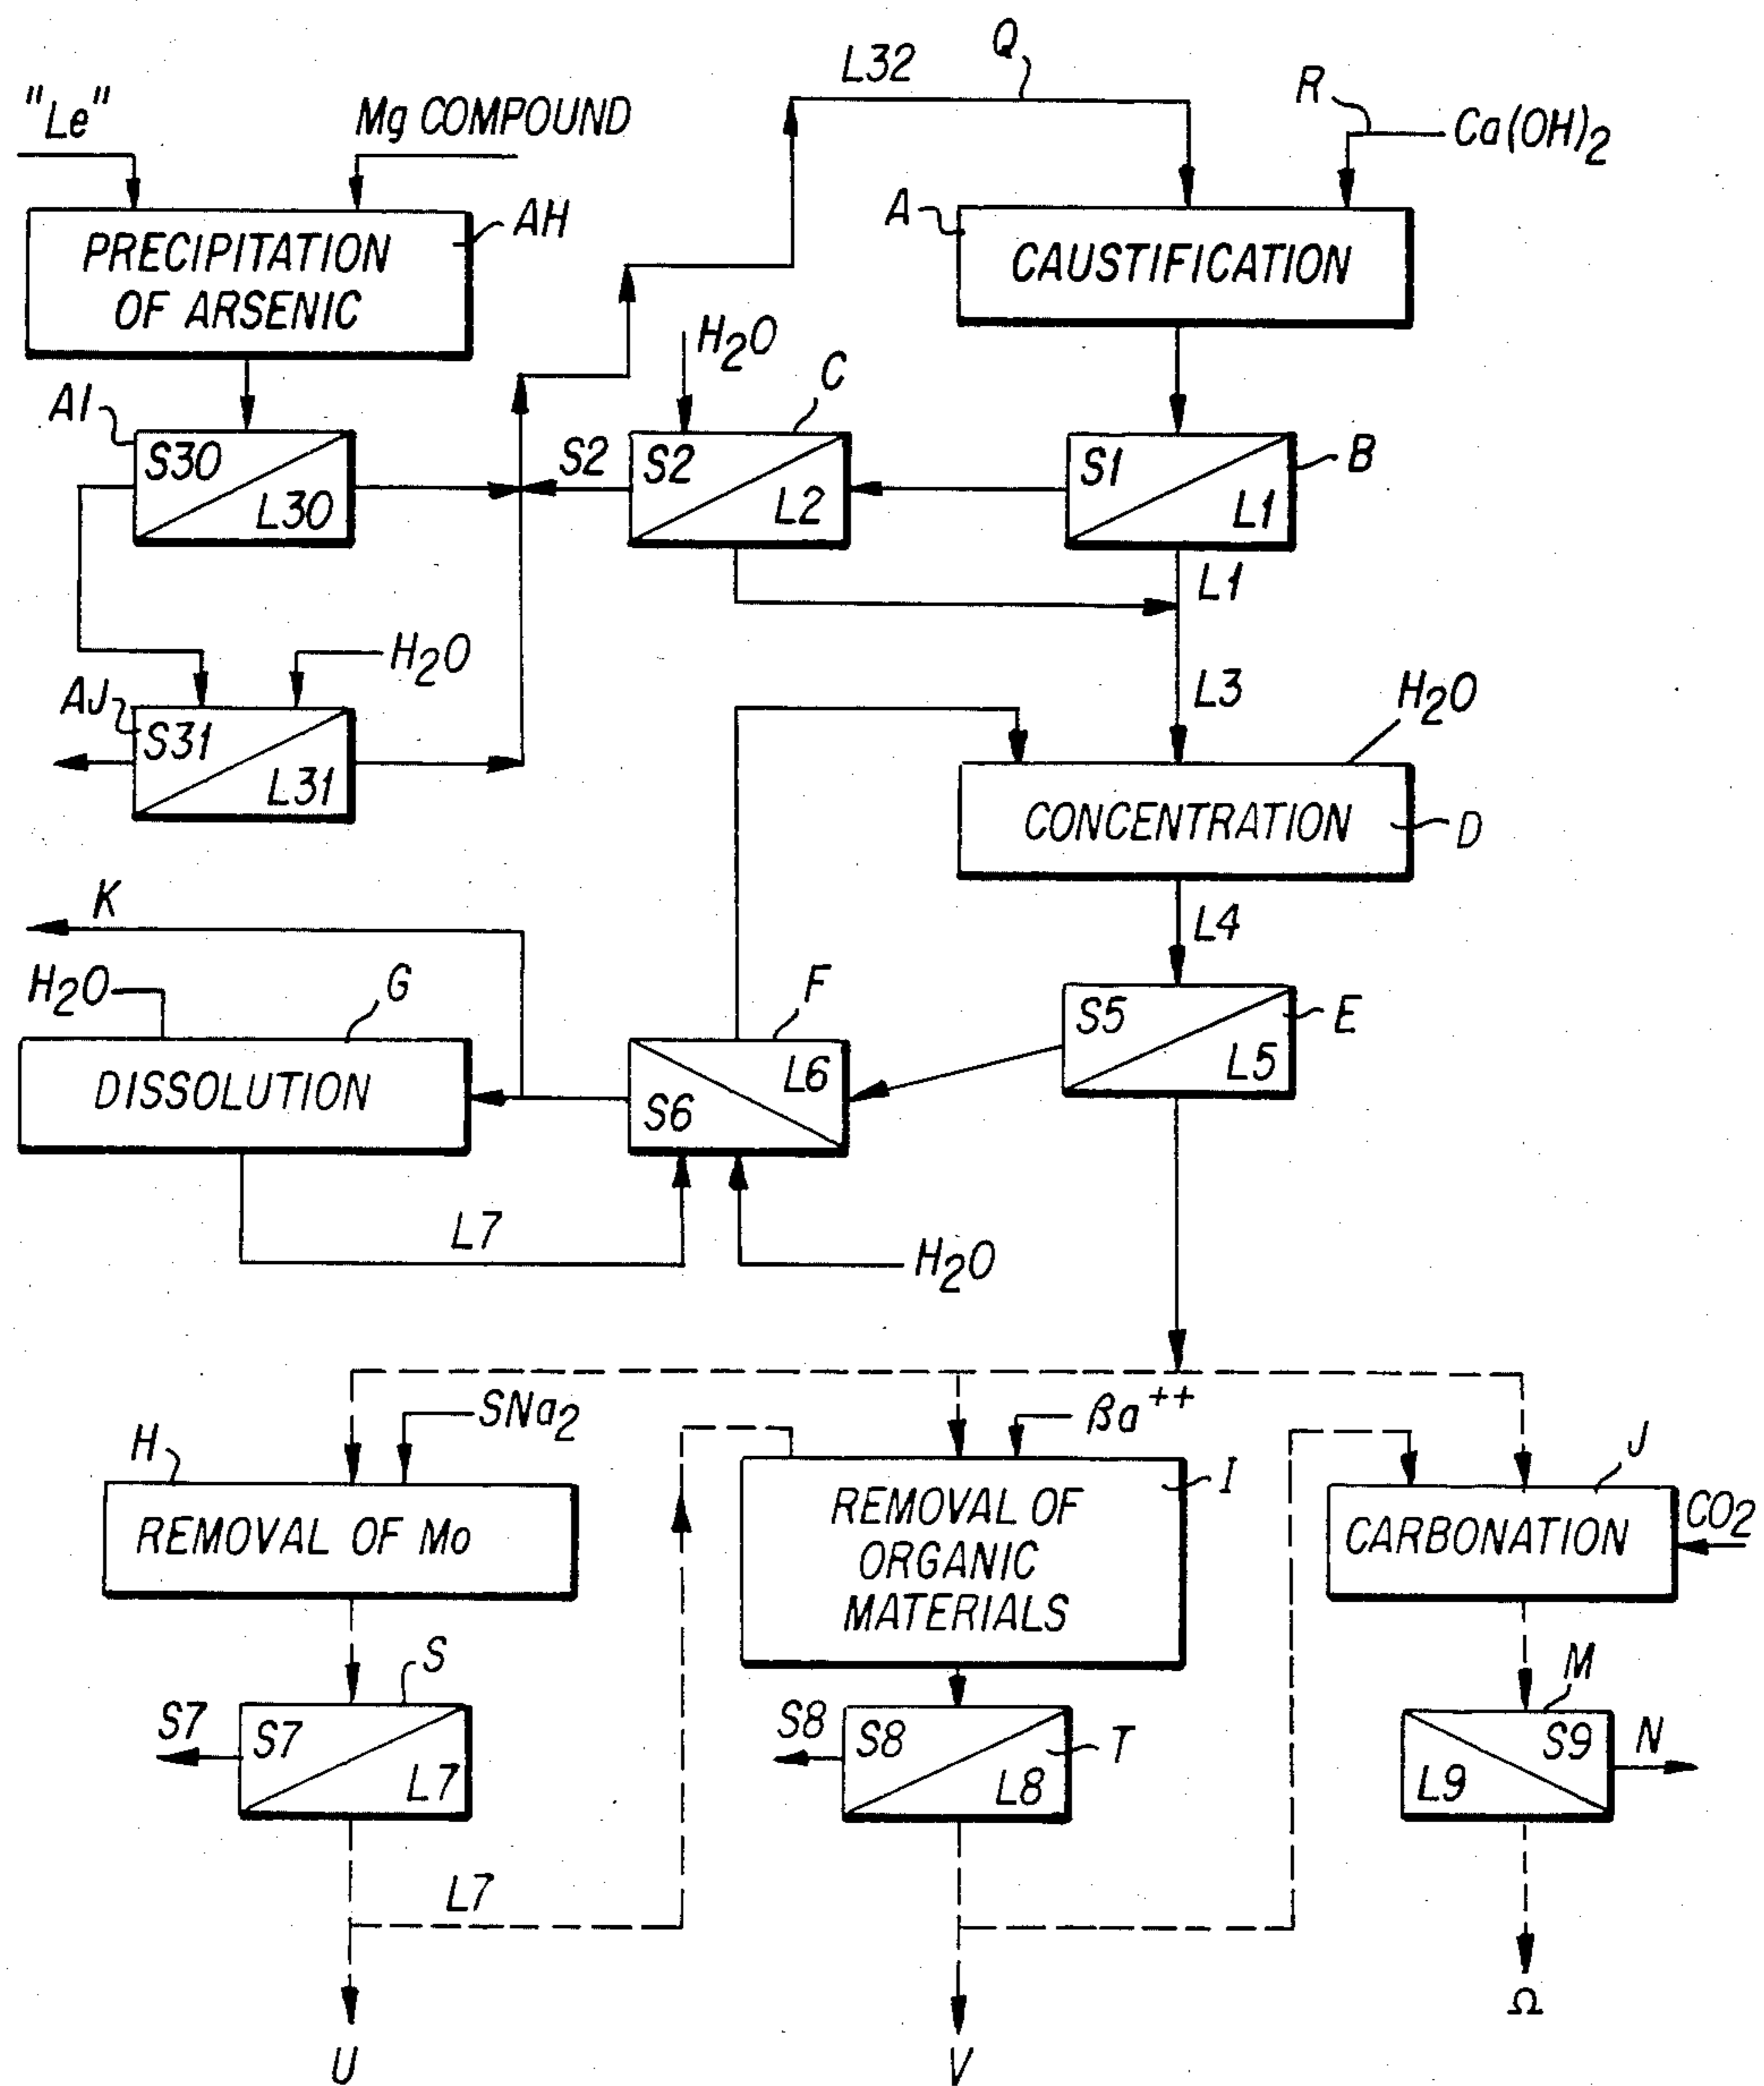 Q
L32
R
"Le"
Mg COMPOUND
Ca(OH)2
A
AH
PRECIPITATION
OF ARSENIC
CAUSTIFICATION
H2O
C
AI
S30
L30
S2
S2
L2
S1
L1
B
L1
H2O
AJ
S31
L31
L3
H2O
CONCENTRATION
D
K
L4
H2O
G
F
S5
L5
E
DISSOLUTION
L6
S6
L7
H2O
SNa2
βa++
H
J
I
REMOVAL OF Mo
REMOVAL OF
ORGANIC
MATERIALS
CARBONATION
CO2
S
M
S7
S7
L7
S8
S8
L8
T
S9
L9
N
L7
Ω
U
V